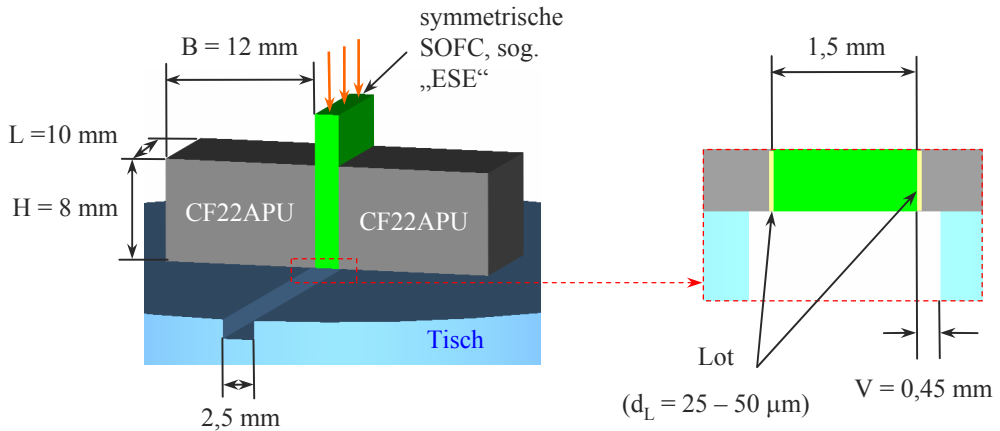 symmetrische
SOFC, sog.
„ESE“
B = 12 mm
L =10 mm
H = 8 mm
CF22APU
CF22APU
Tisch
2,5 mm
1,5 mm
Lot
(d_L = 25 – 50 μm)
V = 0,45 mm